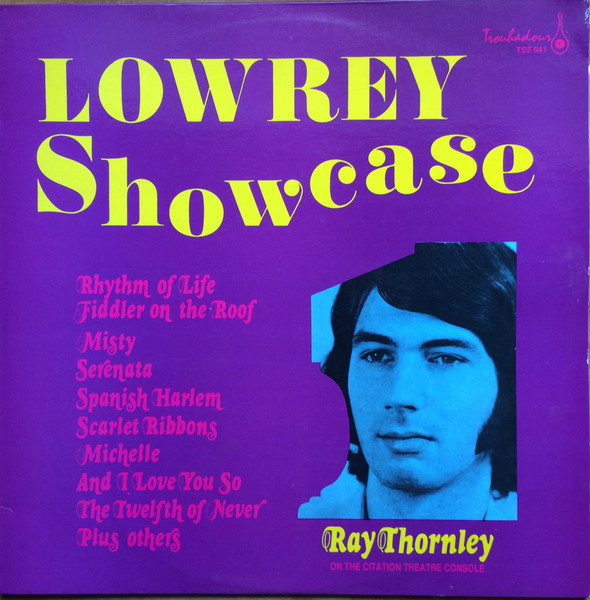 Troubadour
TSE 041
LOWREY
Showcase
Rhythm of Life
Fiddler on the Roof
Misty
Serenata
Spanish Harlem
Scarlet Ribbons
Michelle
And I Love You So
The Twelfth of Never
Plus others
Ray Thornley
ON THE CITATION THEATRE CONSOLE